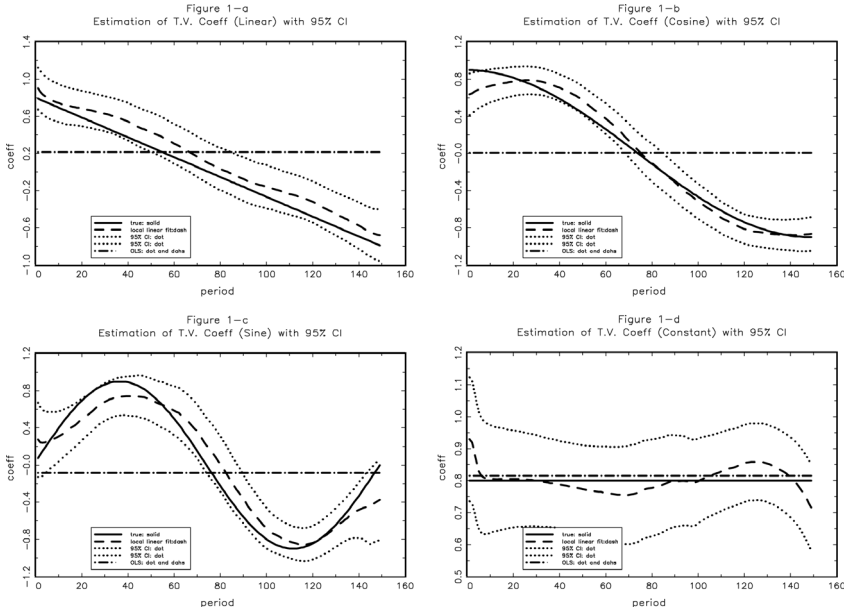 Figure 1-a
Estimation of T.V. Coeff (Linear) with 95% CI
coeff
1.4
1.0
0.6
0.2
-0.2
-0.6
-1.0
true: solid
local linear fit:dash
95% CI: dot
95% CI: dot
OLS: dot and dahs
0 20 40 60 80 100 120 140 160
period
Figure 1-b
Estimation of T.V. Coeff (Cosine) with 95% CI
coeff
1.2
0.8
0.4
-0.0
-0.4
-0.8
-1.2
true: solid
local linear fit:dash
95% CI: dot
95% CI: dot
OLS: dot and dahs
0 20 40 60 80 100 120 140 160
period
Figure 1-c
Estimation of T.V. Coeff (Sine) with 95% CI
coeff
1.2
0.8
0.4
-0.0
-0.4
-0.8
-1.2
true: solid
local linear fit:dash
95% CI: dot
95% CI: dot
OLS: dot and dahs
0 20 40 60 80 100 120 140 160
period
Figure 1-d
Estimation of T.V. Coeff (Constant) with 95% CI
coeff
1.2
1.1
1.0
0.9
0.8
0.7
0.6
0.5
true: solid
local linear fit:dash
95% CI: dot
95% CI: dot
OLS: dot and dahs
0 20 40 60 80 100 120 140 160
period